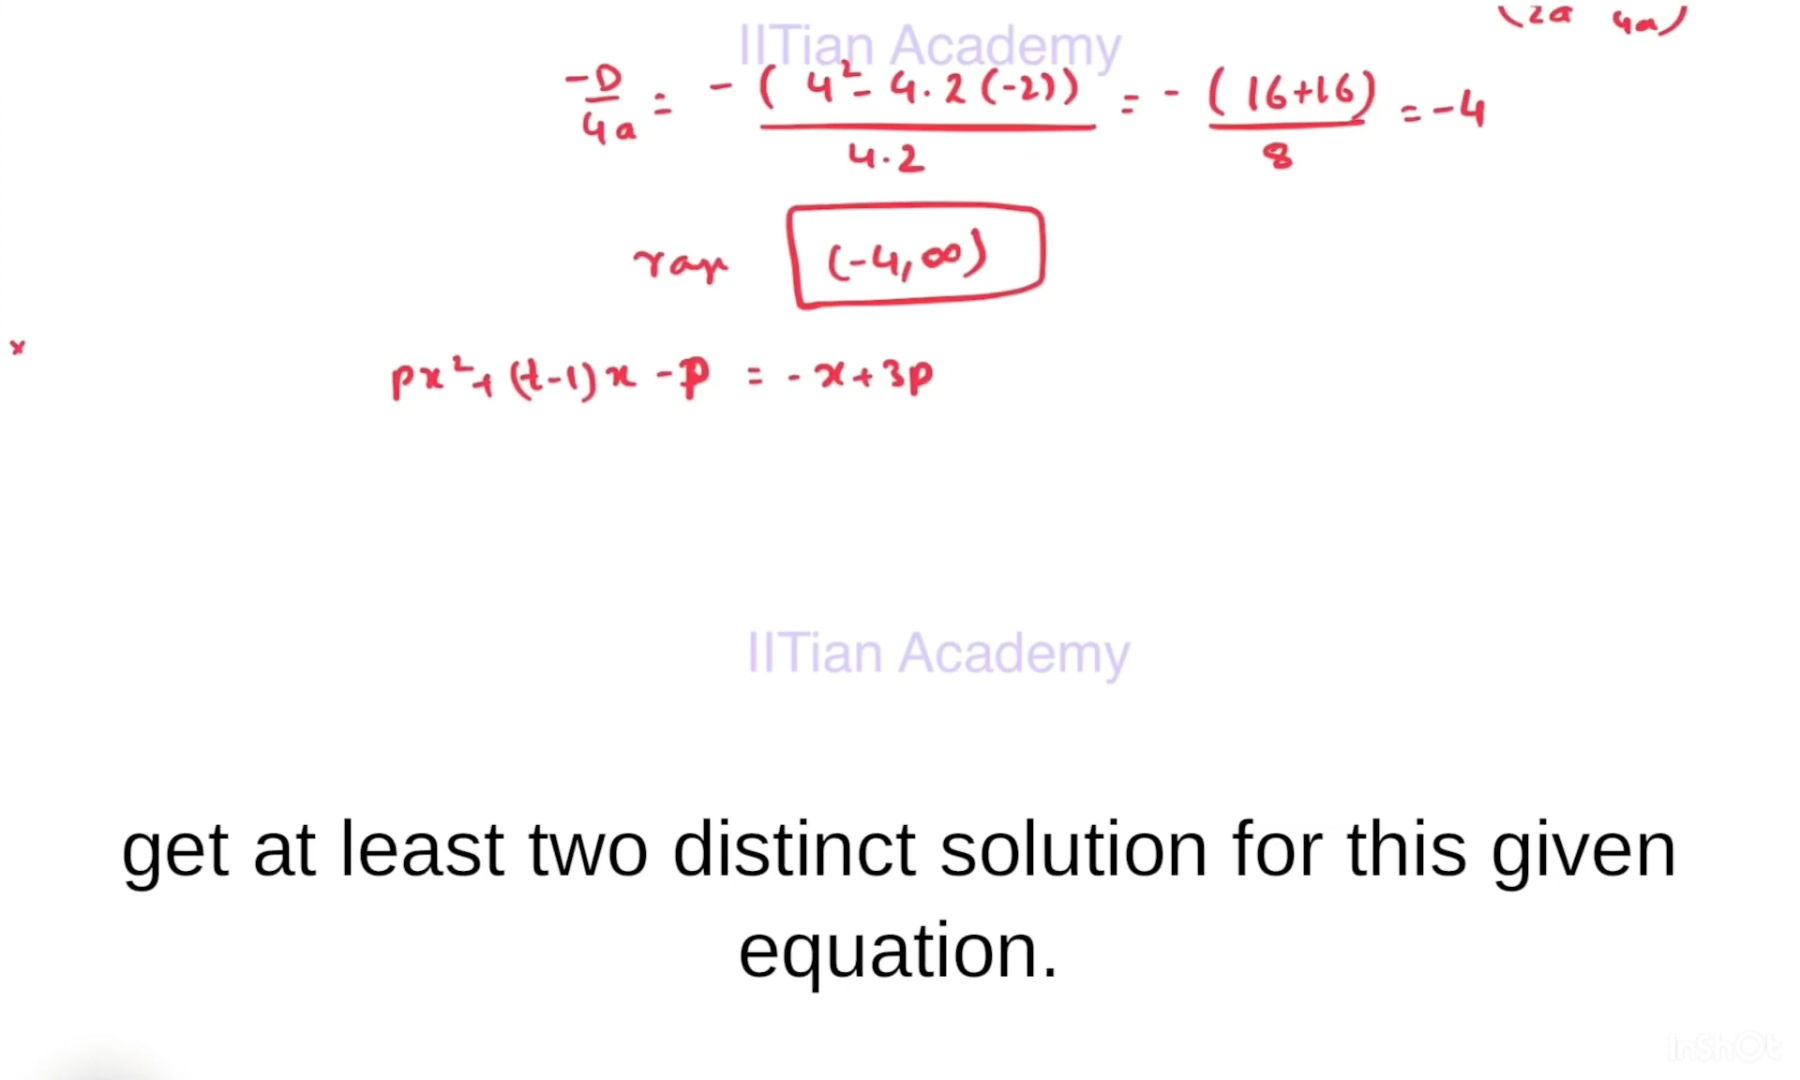 IITian Academy
(2a 4a)
-D/4a = - (4² - 4.2(-2))/4.2 = - (16+16)/8 = -4
(-4, ∞)
x
px² + (t-1)x - p = -x + 3p
IITian Academy
get at least two distinct solution for this given
equation.
InShOt